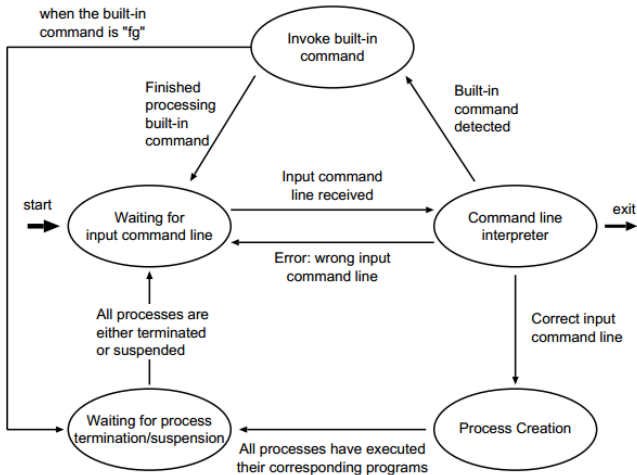 when the built-in
command is "fg"
Invoke built-in
command
Finished
processing
built-in
command
Built-in
command
detected
Input command
line received
start
Waiting for
input command line
Command line
interpreter
exit
Error: wrong input
command line
All processes are
either terminated
or suspended
Correct input
command line
Waiting for process
termination/suspension
Process Creation
All processes have executed
their corresponding programs